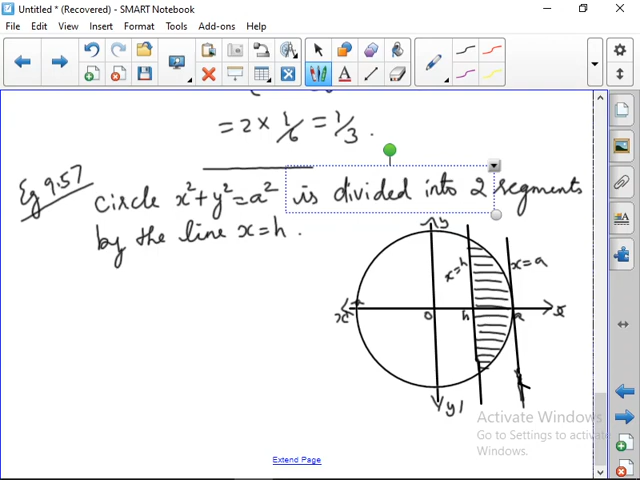 Untitled * (Recovered) - SMART Notebook
File Edit View Insert Format Tools Add-ons Help
= 2 × 1/6 = 1/3 .
Eg 9.57
Circle x² + y² = a² is divided into 2 segments
by the line x = h .
y
x = h
x = a
x'
0
h
a
x
y'
Activate Windows
Go to Settings to activate
Windows.
Extend Page